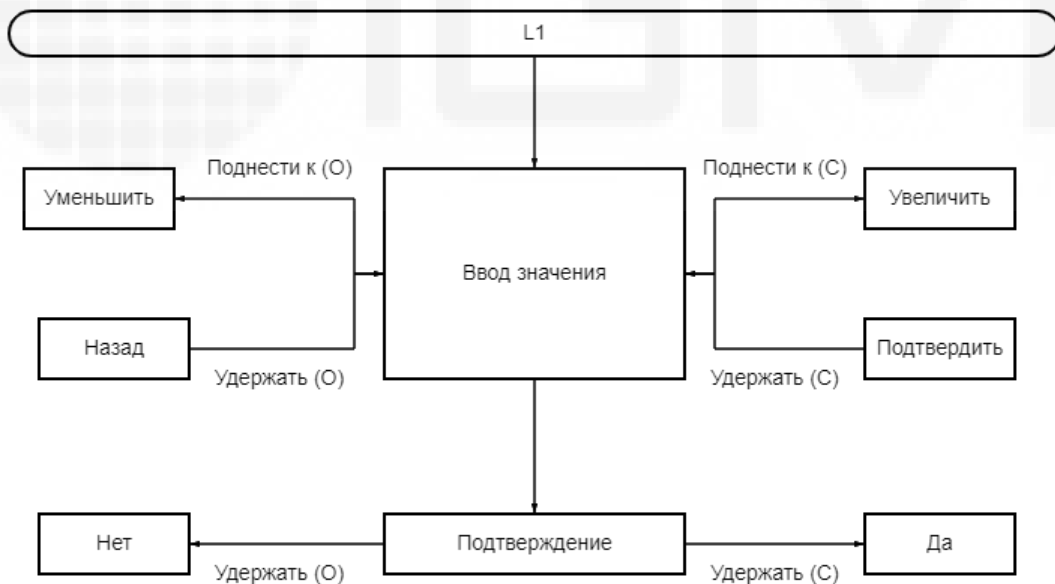 L1
Поднести к (O)
Поднести к (C)
Уменьшить
Увеличить
Ввод значения
Назад
Подтвердить
Удержать (O)
Удержать (C)
Нет
Подтверждение
Да
Удержать (O)
Удержать (C)